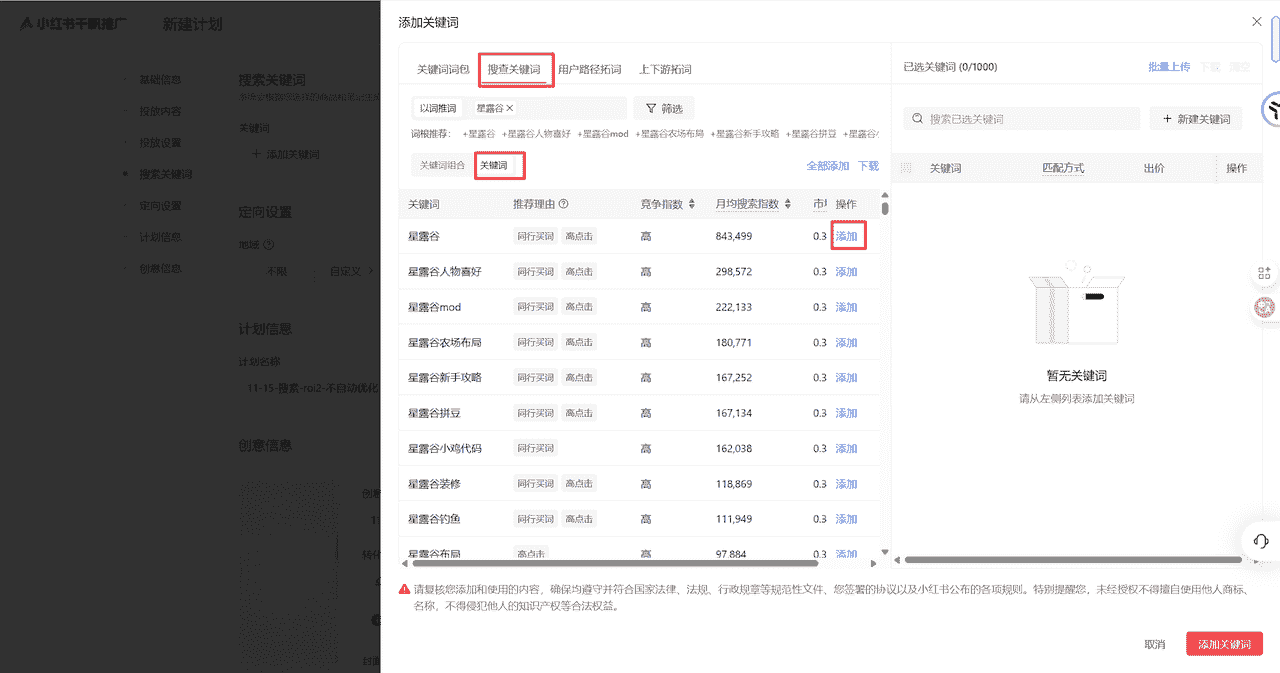 小红书千帆推广 新建计划
基础信息
投放内容
投放设置
搜索关键词
定向设置
计划信息
创意信息
搜索关键词
关键词
+ 添加关键词
定向设置
地域
不限
自定义
计划信息
计划名称
11-15-搜索-roi2-不自动优化
创意信息
添加关键词
关键词词包 搜查关键词 用户路径拓词 上下游拓词
以词推词 星露谷 × 筛选
词根推荐: +星露谷 +星露谷人物喜好 +星露谷mod +星露谷农场布局 +星露谷新手攻略 +星露谷拼豆 +星露谷
关键词组合 关键词 全部添加 下载
关键词 推荐理由 竞争指数 月均搜索指数 市 操作
星露谷 同行买词 高点击 高 843,499 0.3 添加
星露谷人物喜好 同行买词 高点击 高 298,572 0.3 添加
星露谷mod 同行买词 高点击 高 222,133 0.3 添加
星露谷农场布局 同行买词 高点击 高 180,771 0.3 添加
星露谷新手攻略 同行买词 高点击 高 167,252 0.3 添加
星露谷拼豆 同行买词 高点击 高 167,134 0.3 添加
星露谷小鸡代码 同行买词 高 162,038 0.3 添加
星露谷装修 同行买词 高点击 高 118,869 0.3 添加
星露谷钓鱼 同行买词 高点击 高 111,949 0.3 添加
星露谷布局 高点击 高 97,884 0.3 添加
已选关键词 (0/1000) 批量上传 下载 清空
搜索已选关键词 + 新建关键词
关键词 匹配方式 出价 操作
暂无关键词
请从左侧列表添加关键词
请复核您添加和使用的内容，确保均遵守并符合国家法律、法规、行政规章等规范性文件、您签署的协议以及小红书公布的各项规则。特别提醒您，未经授权不得擅自使用他人商标、
名称，不得侵犯他人的知识产权等合法权益。
取消 添加关键词